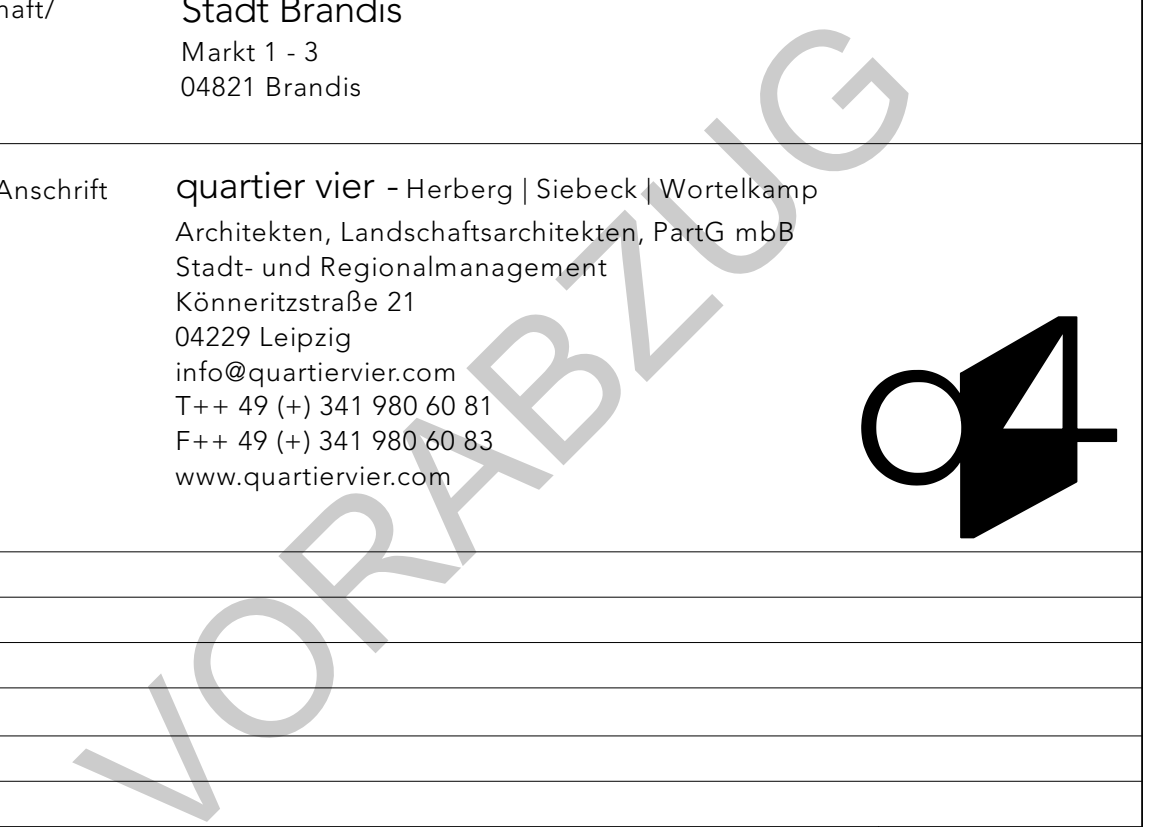 haft/
Stadt Brandis
Markt 1 - 3
04821 Brandis
Anschrift
quartier vier - Herberg | Siebeck | Wortelkamp
Architekten, Landschaftsarchitekten, PartG mbB
Stadt- und Regionalmanagement
Könneritzstraße 21
04229 Leipzig
info@quartiervier.com
T++ 49 (+) 341 980 60 81
F++ 49 (+) 341 980 60 83
www.quartiervier.com
q4
VORABZUG